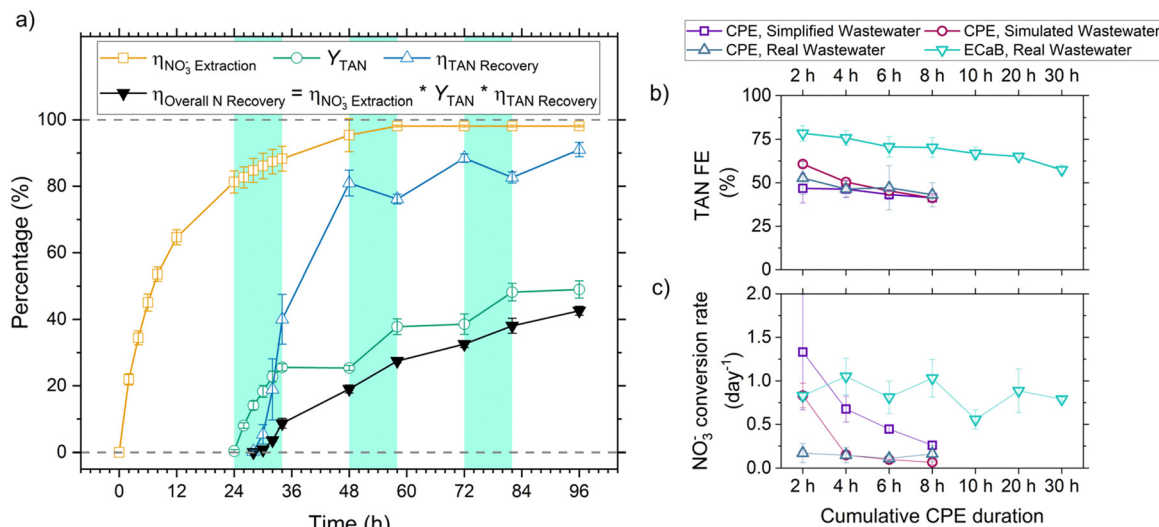 a)
η NO₃⁻ Extraction Y TAN η TAN Recovery
η Overall N Recovery = η NO₃⁻ Extraction * Y TAN * η TAN Recovery
100
80
60
40
20
0
Percentage (%)
0 12 24 36 48 60 72 84 96
Time (h)
CPE, Simplified Wastewater CPE, Simulated Wastewater
CPE, Real Wastewater ECaB, Real Wastewater
2 h 4 h 6 h 8 h 10 h 20 h 30 h
b)
100
75
50
25
0
TAN FE
(%)
c)
2.0
1.5
1.0
0.5
0.0
NO₃⁻ conversion rate
(day⁻¹)
2 h 4 h 6 h 8 h 10 h 20 h 30 h
Cumulative CPE duration